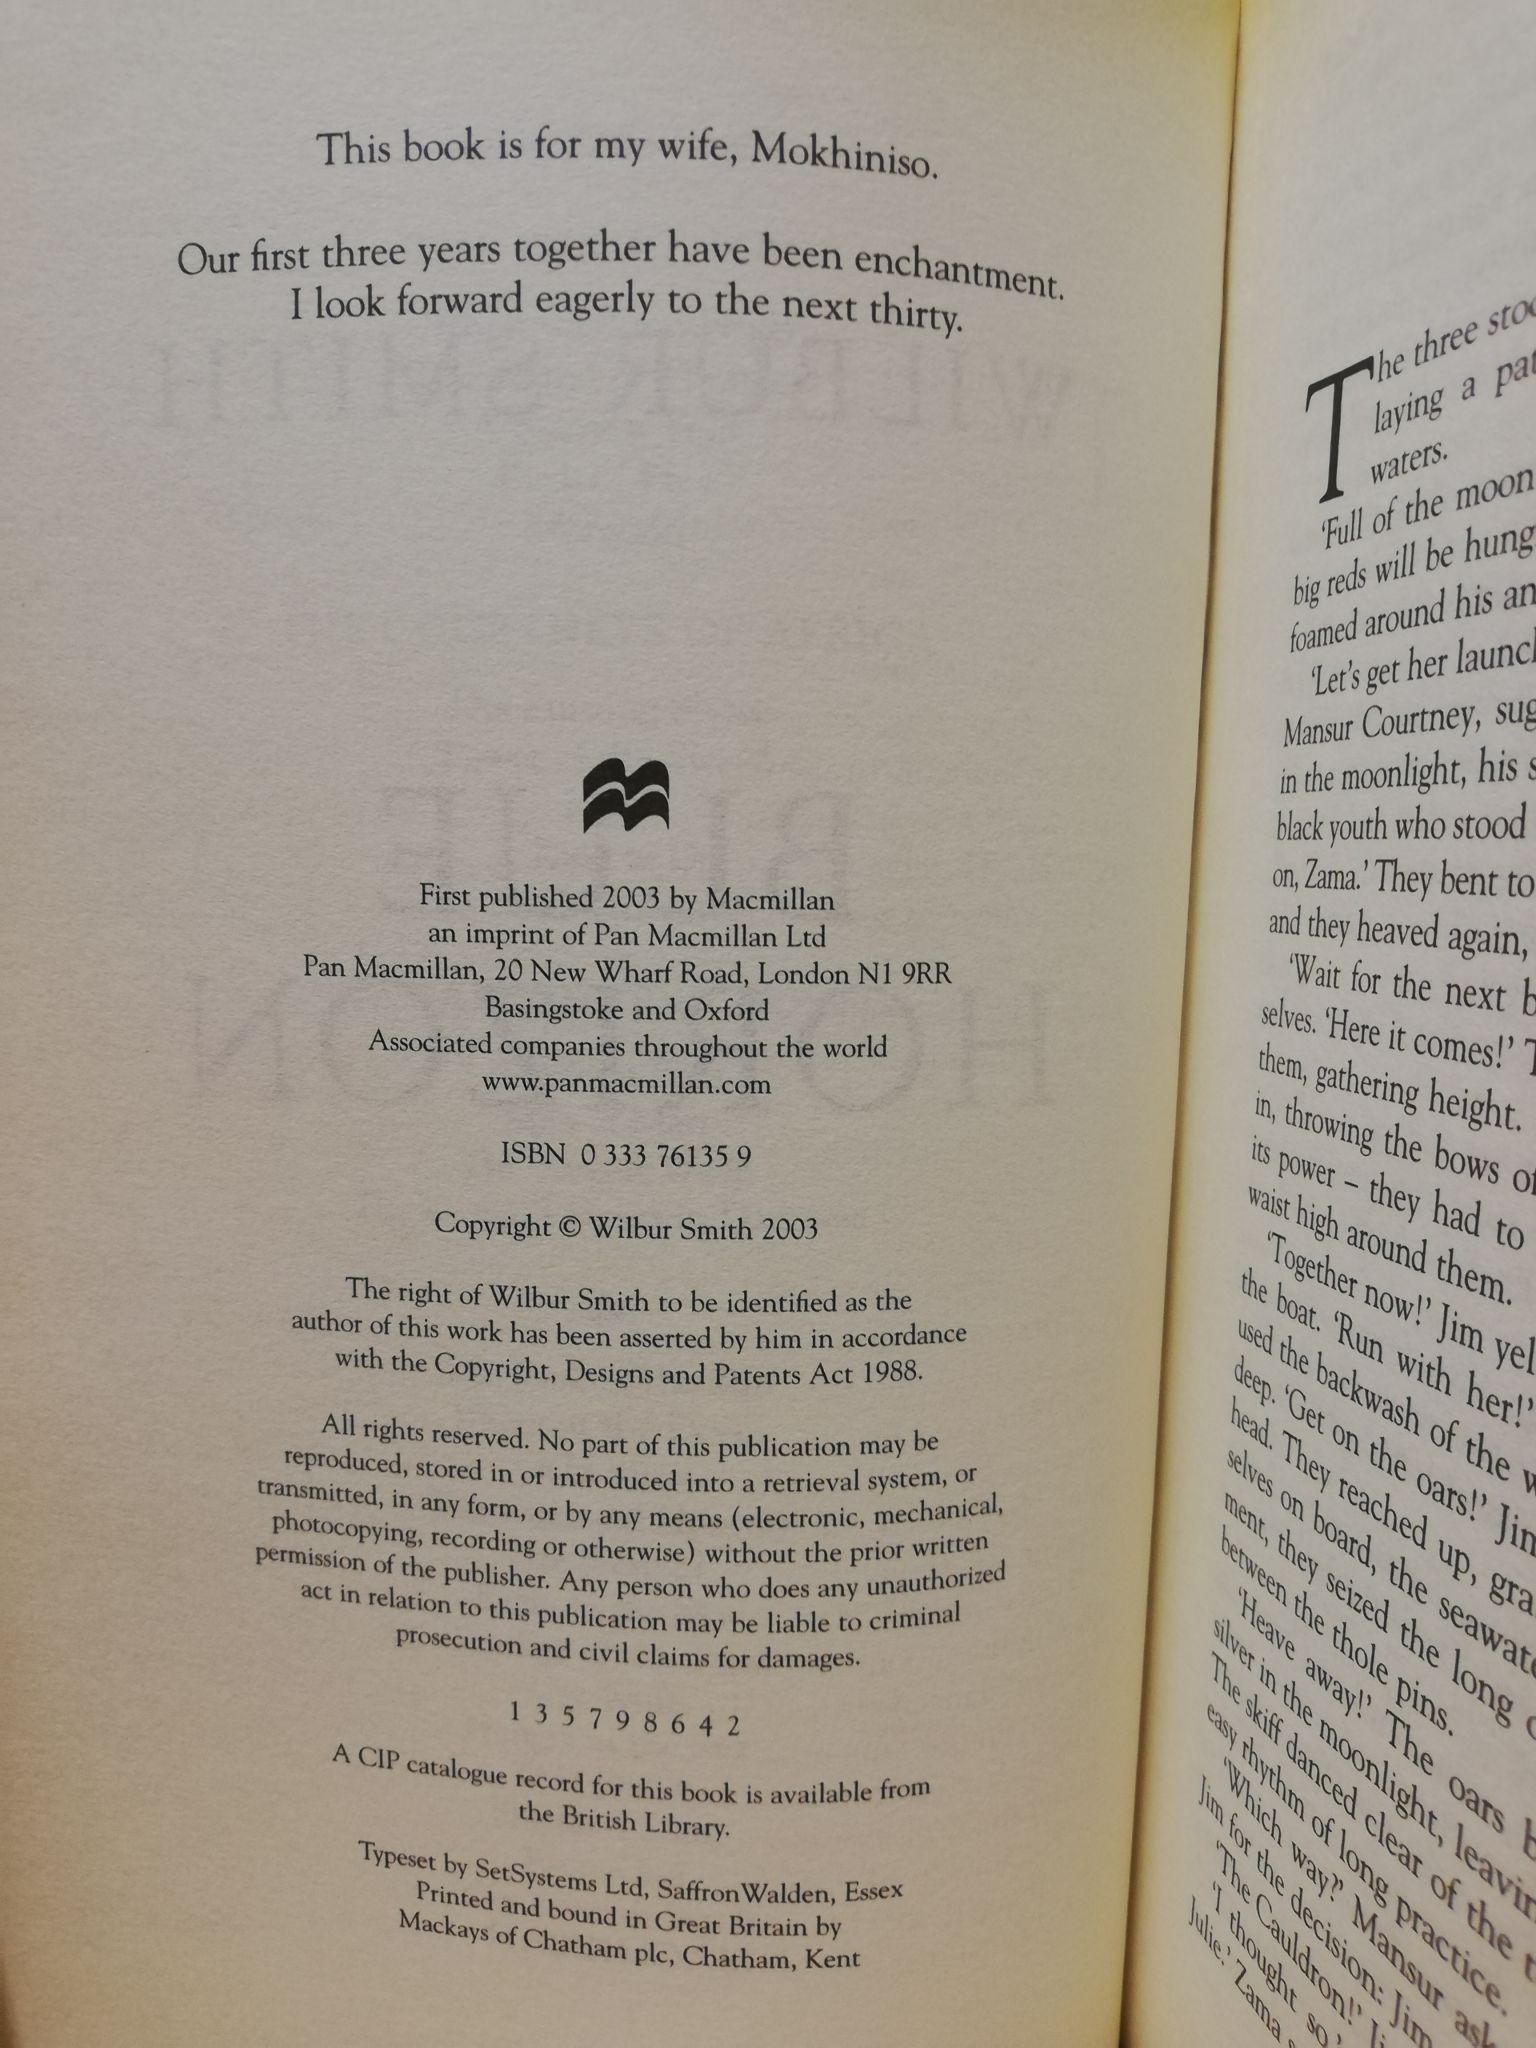 This book is for my wife, Mokhiniso.
Our first three years together have been enchantment.
I look forward eagerly to the next thirty.
First published 2003 by Macmillan
an imprint of Pan Macmillan Ltd
Pan Macmillan, 20 New Wharf Road, London N1 9RR
Basingstoke and Oxford
Associated companies throughout the world
www.panmacmillan.com
ISBN 0 333 76135 9
Copyright © Wilbur Smith 2003
The right of Wilbur Smith to be identified as the
author of this work has been asserted by him in accordance
with the Copyright, Designs and Patents Act 1988.
All rights reserved. No part of this publication may be
reproduced, stored in or introduced into a retrieval system, or
transmitted, in any form, or by any means (electronic, mechanical,
photocopying, recording or otherwise) without the prior written
permission of the publisher. Any person who does any unauthorized
act in relation to this publication may be liable to criminal
prosecution and civil claims for damages.
1 3 5 7 9 8 6 4 2
A CIP catalogue record for this book is available from
the British Library.
Typeset by SetSystems Ltd, SaffronWalden, Essex
Printed and bound in Great Britain by
Mackays of Chatham plc, Chatham, Kent
The three
laying a
waters.
'Full of the moon
big reds will be
foamed around his
'Let's get her
Mansur Courtney,
in the moonlight, his
black youth who stood
on, Zama.' They bent to
and they heaved again,
'Wait for the next
selves. 'Here it comes!'
them, gathering height.
in, throwing the bows
its power – they had to
waist high around them.
'Together now!' Jim
the boat. 'Run with her!'
used the backwash of the
deep. 'Get on the oars!'
head. They reached up,
selves on board, the
ment, they seized the long
between the thole pins.
'Heave away!' The oars
silver in the moonlight,
The skiff danced clear of the
easy rhythm of long practice.
'Which way?' Mansur
Jim for the decision: Jim
'The Cauldron!'
'I thought so,'
Julie.' Zama